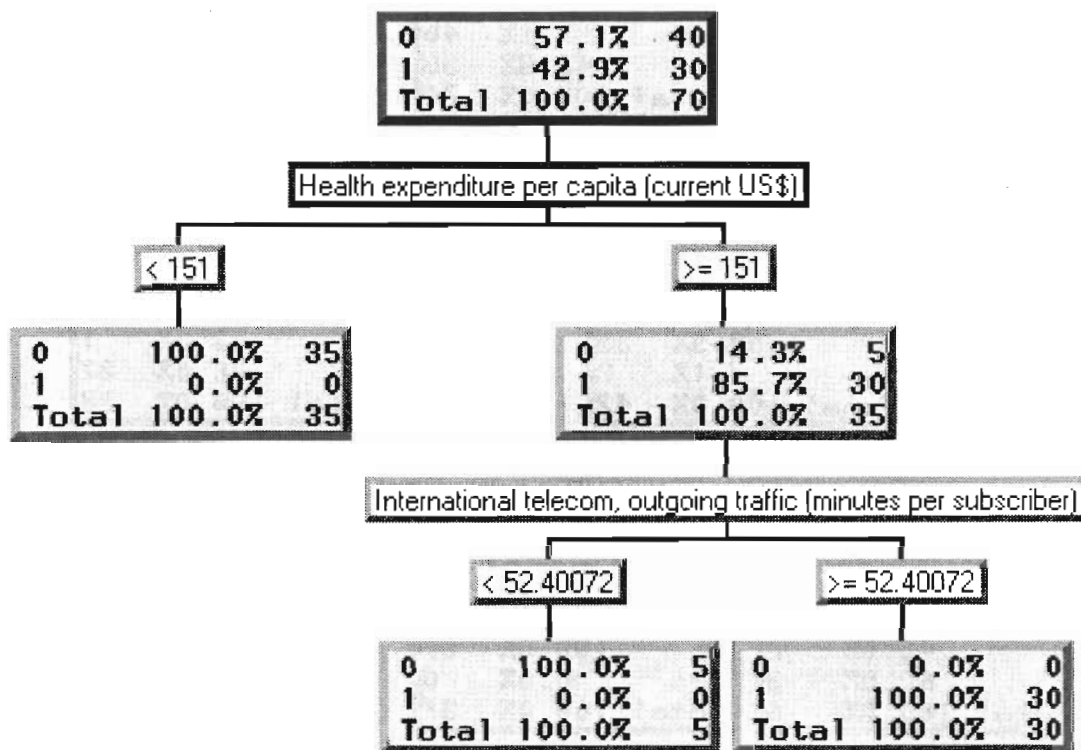 0 57.1% 40
1 42.9% 30
Total 100.0% 70
Health expenditure per capita (current US$)
< 151
>= 151
0 100.0% 35
1 0.0% 0
Total 100.0% 35
0 14.3% 5
1 85.7% 30
Total 100.0% 35
International telecom, outgoing traffic (minutes per subscriber)
< 52.40072
>= 52.40072
0 100.0% 5
1 0.0% 0
Total 100.0% 5
0 0.0% 0
1 100.0% 30
Total 100.0% 30